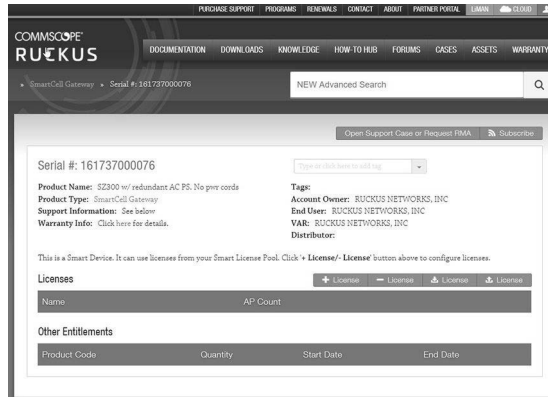 PURCHASE SUPPORT PROGRAMS RENEWALS CONTACT ABOUT PARTNER PORTAL LiMAN CLOUD
COMMSCOPE®
RUCKUS
DOCUMENTATION DOWNLOADS KNOWLEDGE HOW-TO HUB FORUMS CASES ASSETS WARRANTY
SmartCell Gateway Serial #: 161737000076
NEW Advanced Search
Open Support Case or Request RMA Subscribe
Serial #: 161737000076
Type or click here to add tag
Product Name: SZ300 w/ redundant AC PS. No pwr cords
Product Type: SmartCell Gateway
Support Information: See below
Warranty Info: Click here for details.
Tags:
Account Owner: RUCKUS NETWORKS, INC
End User: RUCKUS NETWORKS, INC
VAR: RUCKUS NETWORKS, INC
Distributor:
This is a Smart Device. It can use licenses from your Smart License Pool. Click '+ License/- License' button above to configure licenses.
Licenses
+ License − License License License
Name AP Count
Other Entitlements
Product Code Quantity Start Date End Date